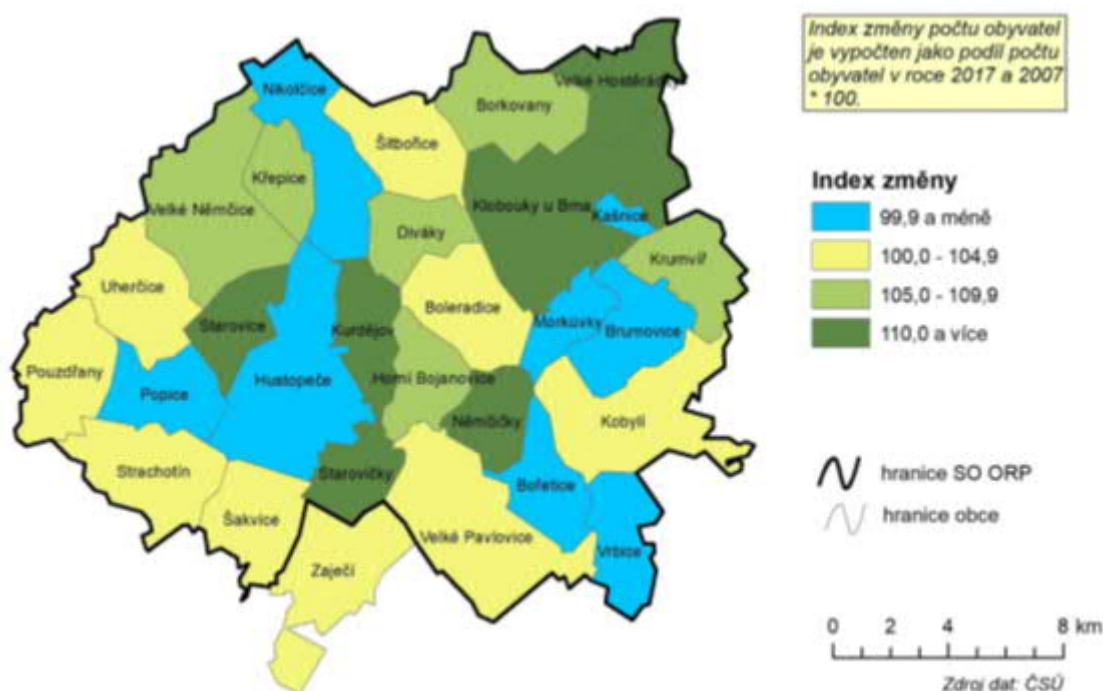 Index změny počtu obyvatel
je vypočten jako podíl počtu
obyvatel v roce 2017 a 2007
* 100.
Nikolčice
Velké Hostěrádky
Borkovany
Šitbořice
Křepice
Velké Němčice
Klobouky u Brna
Kašnice
Diváky
Krumvíř
Uherčice
Boleradice
Starovice
Kurdějov
Morkůvky
Brumovice
Pouzdřany
Popice
Hustopeče
Horní Bojanovice
Němčičky
Kobylí
Strachotín
Starovičky
Bořetice
Šakvice
Velké Pavlovice
Vrbice
Zaječí
Index změny
99,9 a méně
100,0 - 104,9
105,0 - 109,9
110,0 a více
hranice SO ORP
hranice obce
0 2 4 8 km
Zdroj dat: ČSÚ